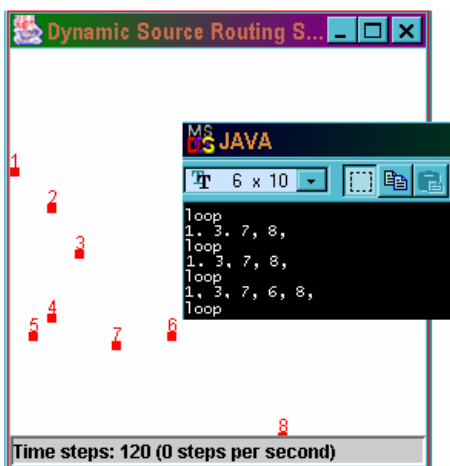 Dynamic Source Routing S...
MS DOS JAVA
Tr 6 x 10
loop
1. 3. 7, 8,
loop
1. 3, 7, 8,
loop
1, 3, 7, 6, 8,
loop
1
2
3
4
5
7
6
8
Time steps: 120 (0 steps per second)